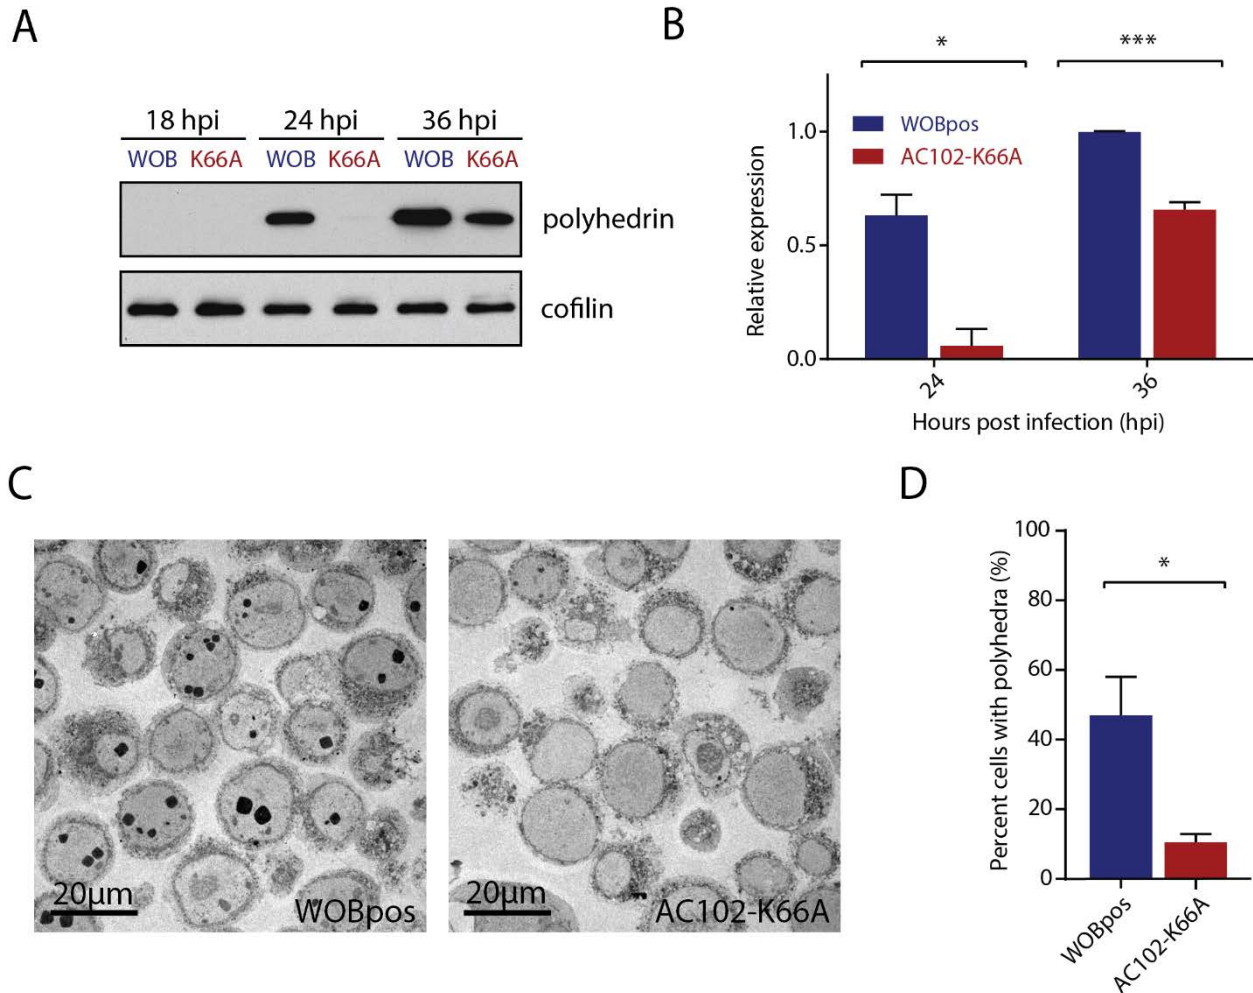 A
18 hpi 24 hpi 36 hpi
WOB K66A WOB K66A WOB K66A
polyhedrin
cofilin
B
* ***
WOBpos
AC102-K66A
1.0
0.5
0.0
Relative expression
24 36
Hours post infection (hpi)
C
20μm WOBpos
20μm AC102-K66A
D
*
100
80
60
40
20
0
Percent cells with polyhedra (%)
WOBpos AC102-K66A